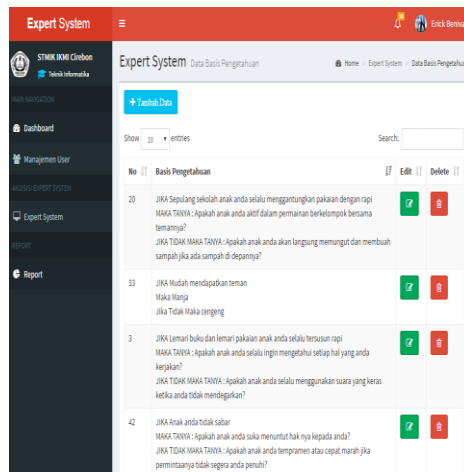 Expert System
Erick Beniva
STMIK IKMI Cirebon
Teknik Informatika
Expert System Data Basis Pengetahuan
Home > Expert System > Data Basis Pengetahua
MAIN NAVIGATION
Dashboard
Manajemen User
ANALISIS EXPERT SYSTEM
Expert System
REPORT
Report
+ Tambah Data
Show 10 entries
Search:
No Basis Pengetahuan Edit Delete
20 JIKA Sepulang sekolah anak anda selalu menggantungkan pakaian dengan rapi
MAKA TANYA : Apakah anak anda aktif dalam permainan berkelompok bersama
temannya?
JIKA TIDAK MAKA TANYA : Apakah anak anda akan langsung memungut dan membuah
sampah jika ada sampah di depannya?
33 JIKA Mudah mendapatkan teman
Maka Manja
Jika Tidak Maka cengeng
3 JIKA Lemari buku dan lemari pakaian anak anda selalu tersusun rapi
MAKA TANYA : Apakah anak anda selalu ingin mengetahui setiap hal yang anda
kerjakan?
JIKA TIDAK MAKA TANYA : Apakah anak anda selalu menggunakan suara yang keras
ketika anda tidak mendegarkan?
42 JIKA Anak anda tidak sabar
MAKA TANYA : Apakah anak anda suka menuntut hak nya kepada anda?
JIKA TIDAK MAKA TANYA : Apakah anak anda tempramen atau cepat marah jika
permintaanya tidak segera anda penuhi?